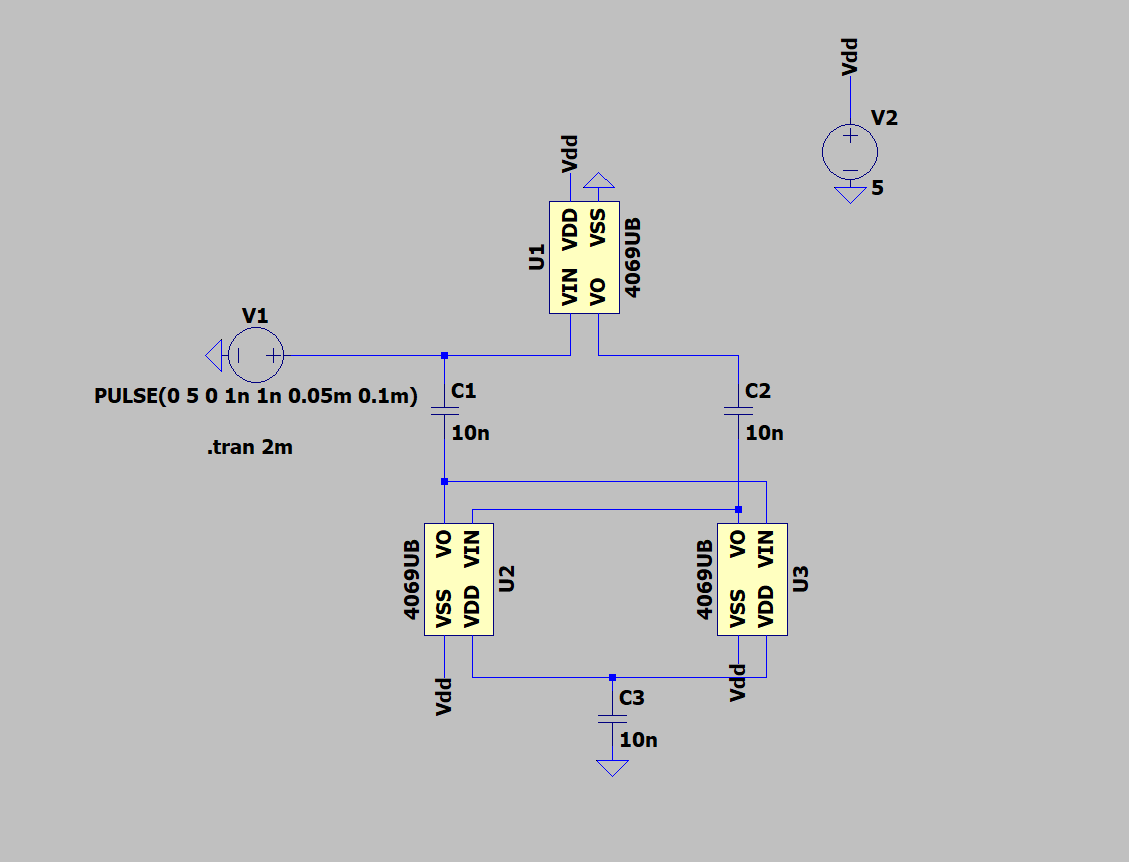 Vdd
V2
5
Vdd
U1
VDD
VSS
VIN
VO
4069UB
V1
PULSE(0 5 0 1n 1n 0.05m 0.1m)
.tran 2m
C1
10n
C2
10n
4069UB
VO
VIN
VSS
VDD
U2
4069UB
VO
VIN
VSS
VDD
U3
Vdd
Vdd
C3
10n